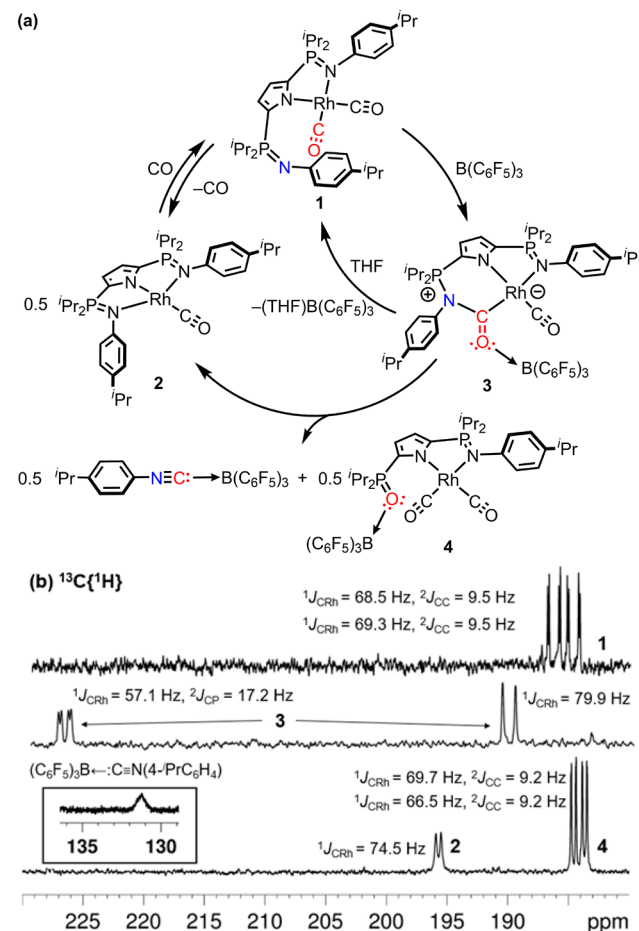 (a)
iPr2
iPr
P
N
N
Rh
C≡O
C
O
P
iPr2
N
iPr
1
CO
–CO
B(C6F5)3
THF
–(THF)B(C6F5)3
0.5
iPr2
P
N
iPr
N
Rh
iPr2P
N
C≡O
iPr
2
iPr2
P
N
iP
N
iPr2P
⊕
N
Rh⊖
C
C≡O
O
B(C6F5)3
iPr
3
0.5 iPr N≡C: B(C6F5)3 + 0.5
iPr2
P
N
iPr
N
Rh
iPr2P
O
C≡O
C≡O
(C6F5)3B
4
(b) 13C{1H}
1JCRh = 68.5 Hz, 2JCC = 9.5 Hz
1JCRh = 69.3 Hz, 2JCC = 9.5 Hz
1
1JCRh = 57.1 Hz, 2JCP = 17.2 Hz
1JCRh = 79.9 Hz
3
(C6F5)3B←:C≡N(4-iPrC6H4)
1JCRh = 69.7 Hz, 2JCC = 9.2 Hz
1JCRh = 66.5 Hz, 2JCC = 9.2 Hz
135 130
1JCRh = 74.5 Hz
2
4
225 220 215 210 205 200 195 190 ppm